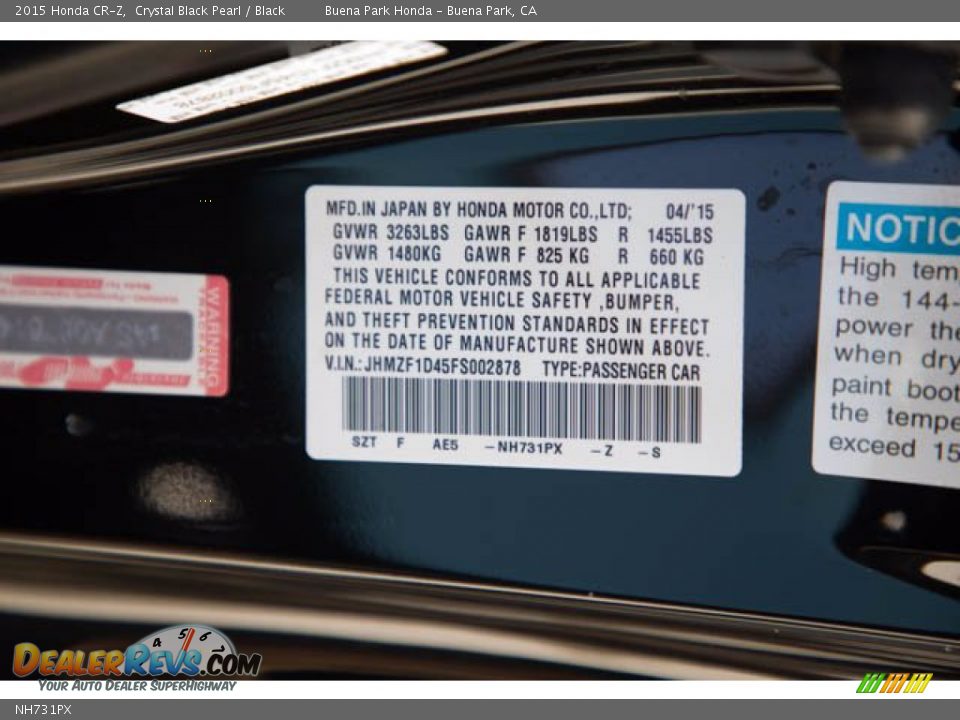 2015 Honda CR-Z, Crystal Black Pearl / Black Buena Park Honda - Buena Park, CA
MFD.IN JAPAN BY HONDA MOTOR CO.,LTD; 04/'15
GVWR 3263LBS GAWR F 1819LBS R 1455LBS
GVWR 1480KG GAWR F 825 KG R 660 KG
THIS VEHICLE CONFORMS TO ALL APPLICABLE
FEDERAL MOTOR VEHICLE SAFETY ,BUMPER,
AND THEFT PREVENTION STANDARDS IN EFFECT
ON THE DATE OF MANUFACTURE SHOWN ABOVE.
V.I.N.:JHMZF1D45FS002878 TYPE:PASSENGER CAR
SZT F AE5 –NH731PX –Z –S
WARNING
NOTIC
High temp
the 144-
power the
when dry
paint boot
the tempe
exceed 15
4 5 6
DEALERREVS.COM
YOUR AUTO DEALER SUPERHIGHWAY
NH731PX